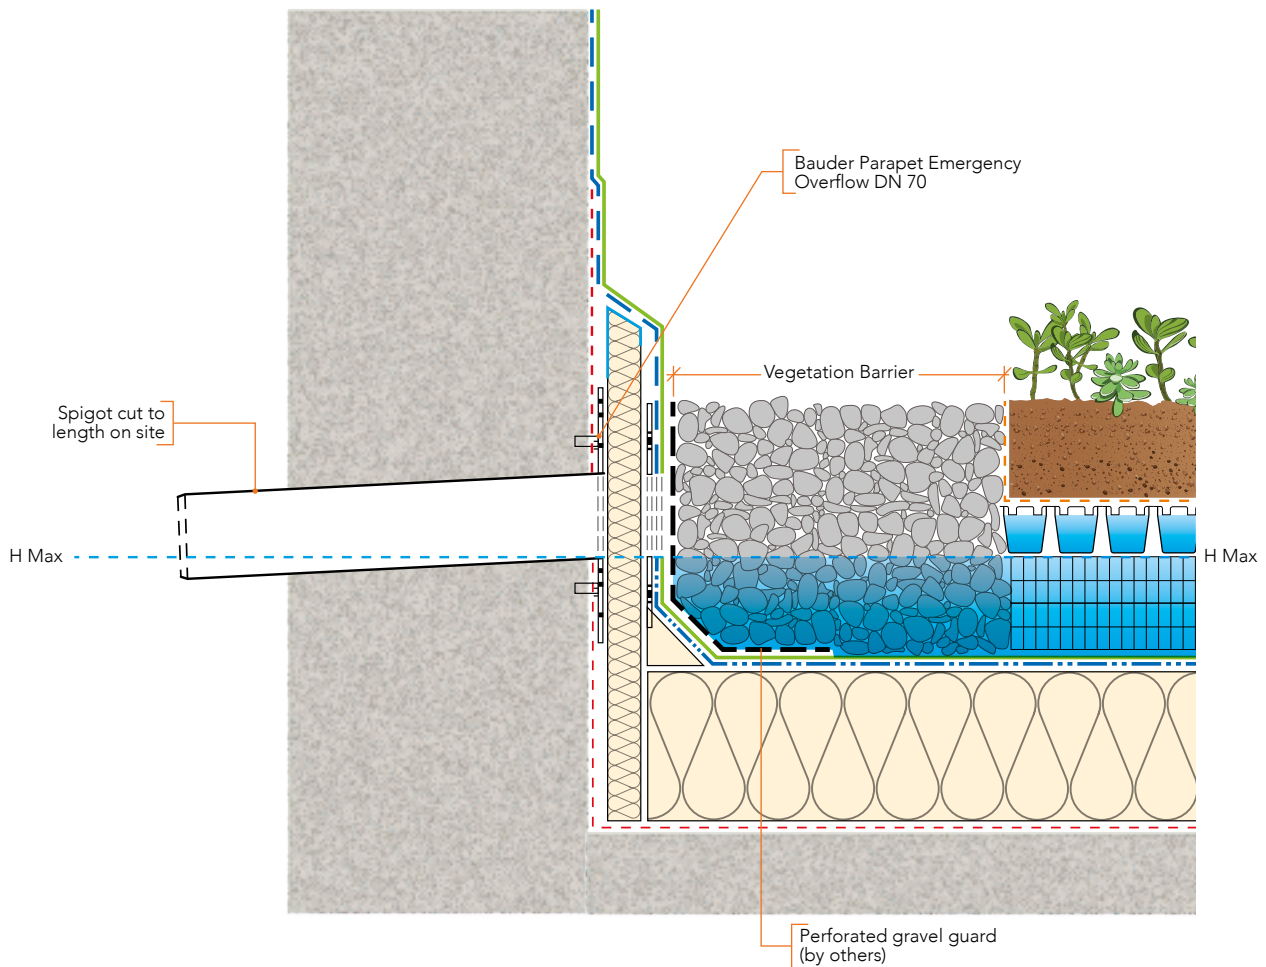 Bauder Parapet Emergency
Overflow DN 70
Vegetation Barrier
Spigot cut to
length on site
H Max
H Max
Perforated gravel guard
(by others)